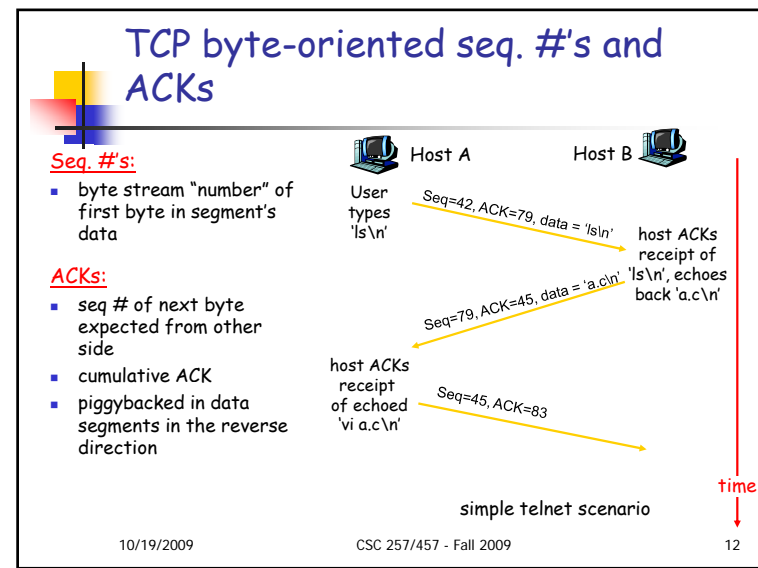 TCP byte-oriented seq. #'s and
ACKs
Seq. #'s:
byte stream “number” of
first byte in segment's
data
ACKs:
seq # of next byte
expected from other
side
cumulative ACK
piggybacked in data
segments in the reverse
direction
Host A
Host B
User
types
‘ls\n’
Seq=42, ACK=79, data = ‘ls\n’
host ACKs
receipt of
‘ls\n’, echoes
back ‘a.c\n’
Seq=79, ACK=45, data = ‘a.c\n’
host ACKs
receipt
of echoed
‘vi a.c\n’
Seq=45, ACK=83
time
simple telnet scenario
10/19/2009
CSC 257/457 - Fall 2009
12